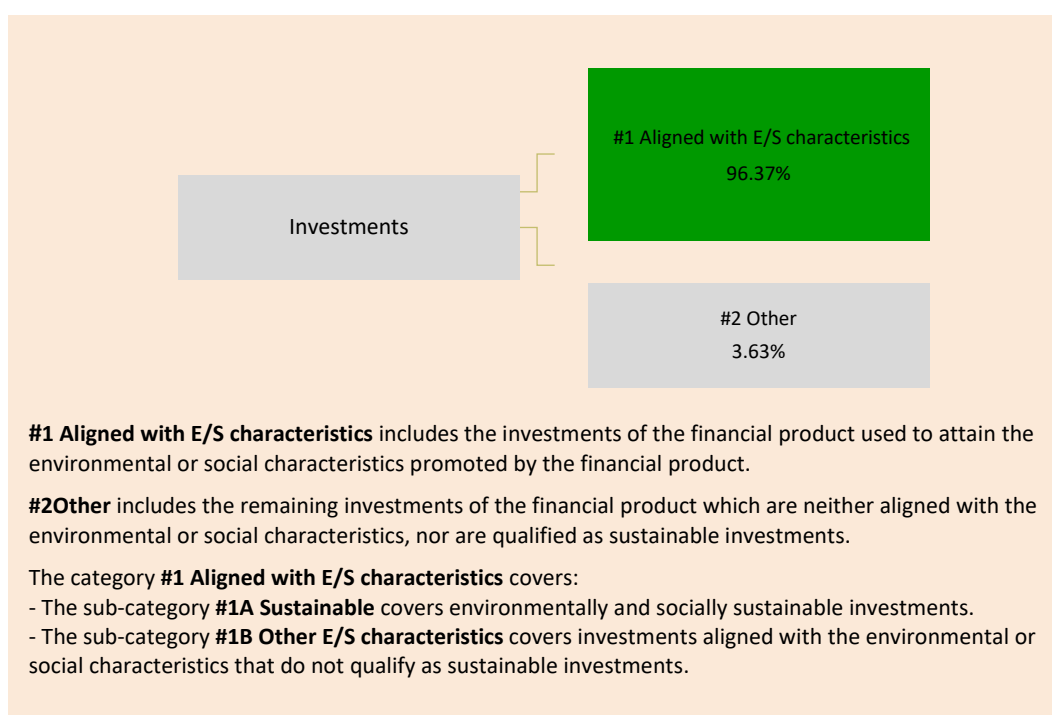 #1 Aligned with E/S characteristics
96.37%
Investments
#2 Other
3.63%
#1 Aligned with E/S characteristics includes the investments of the financial product used to attain the
environmental or social characteristics promoted by the financial product.
#2Other includes the remaining investments of the financial product which are neither aligned with the
environmental or social characteristics, nor are qualified as sustainable investments.
The category #1 Aligned with E/S characteristics covers:
- The sub-category #1A Sustainable covers environmentally and socially sustainable investments.
- The sub-category #1B Other E/S characteristics covers investments aligned with the environmental or
social characteristics that do not qualify as sustainable investments.